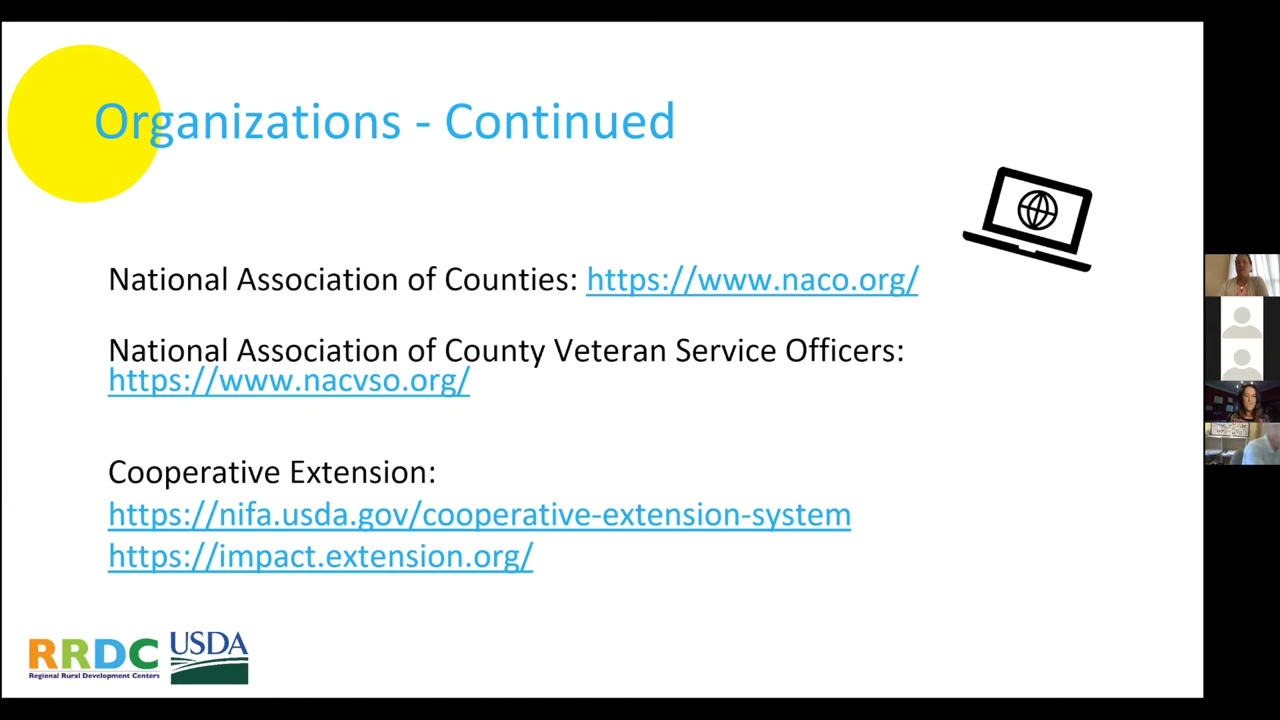 Organizations - Continued
National Association of Counties: https://www.naco.org/
National Association of County Veteran Service Officers:
https://www.nacvso.org/
Cooperative Extension:
https://nifa.usda.gov/cooperative-extension-system
https://impact.extension.org/
RRDC
Regional Rural Development Centers
USDA